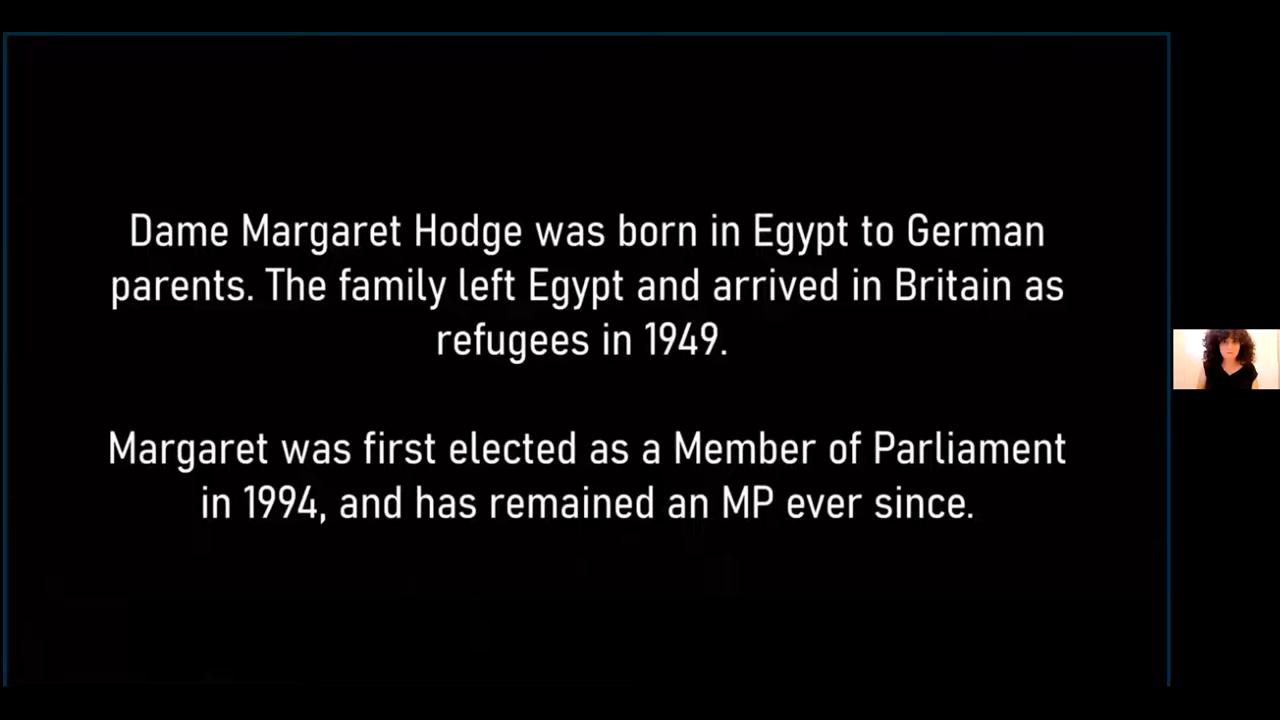 Dame Margaret Hodge was born in Egypt to German
parents. The family left Egypt and arrived in Britain as
refugees in 1949.
Margaret was first elected as a Member of Parliament
in 1994, and has remained an MP ever since.